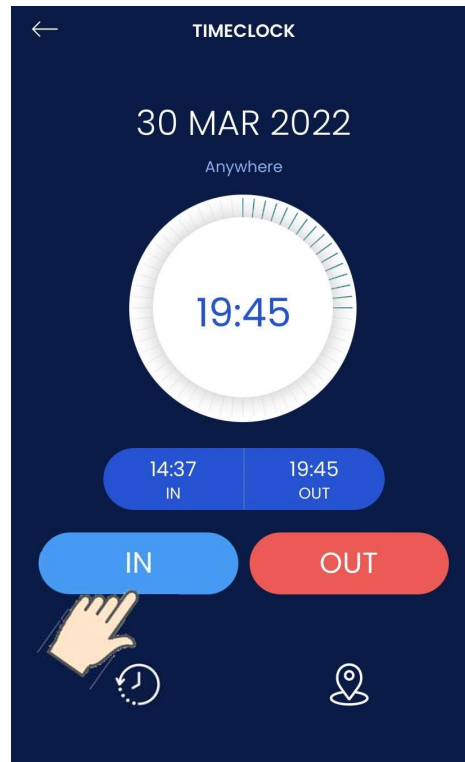 TIMECLOCK
30 MAR 2022
Anywhere
19:45
14:37 19:45
IN OUT
IN OUT